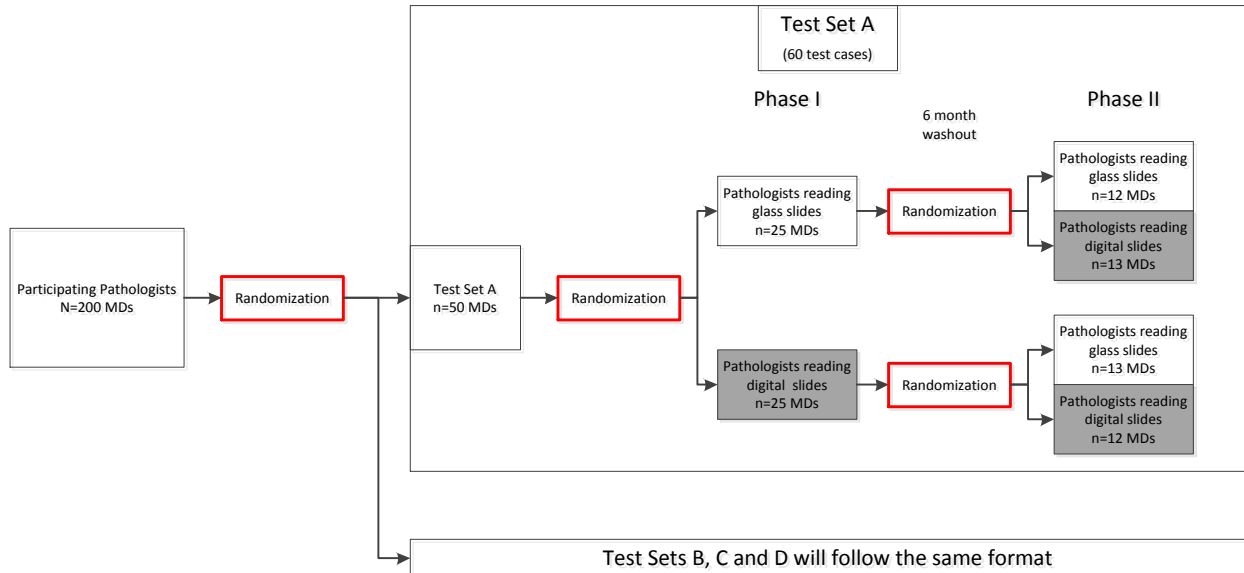 Test Set A
(60 test cases)
Phase I
6 month
washout
Phase II
Participating Pathologists
N=200 MDs
Randomization
Test Set A
n=50 MDs
Randomization
Pathologists reading
glass slides
n=25 MDs
Randomization
Pathologists reading
glass slides
n=12 MDs
Pathologists reading
digital slides
n=13 MDs
Pathologists reading
digital slides
n=25 MDs
Randomization
Pathologists reading
glass slides
n=13 MDs
Pathologists reading
digital slides
n=12 MDs
Test Sets B, C and D will follow the same format